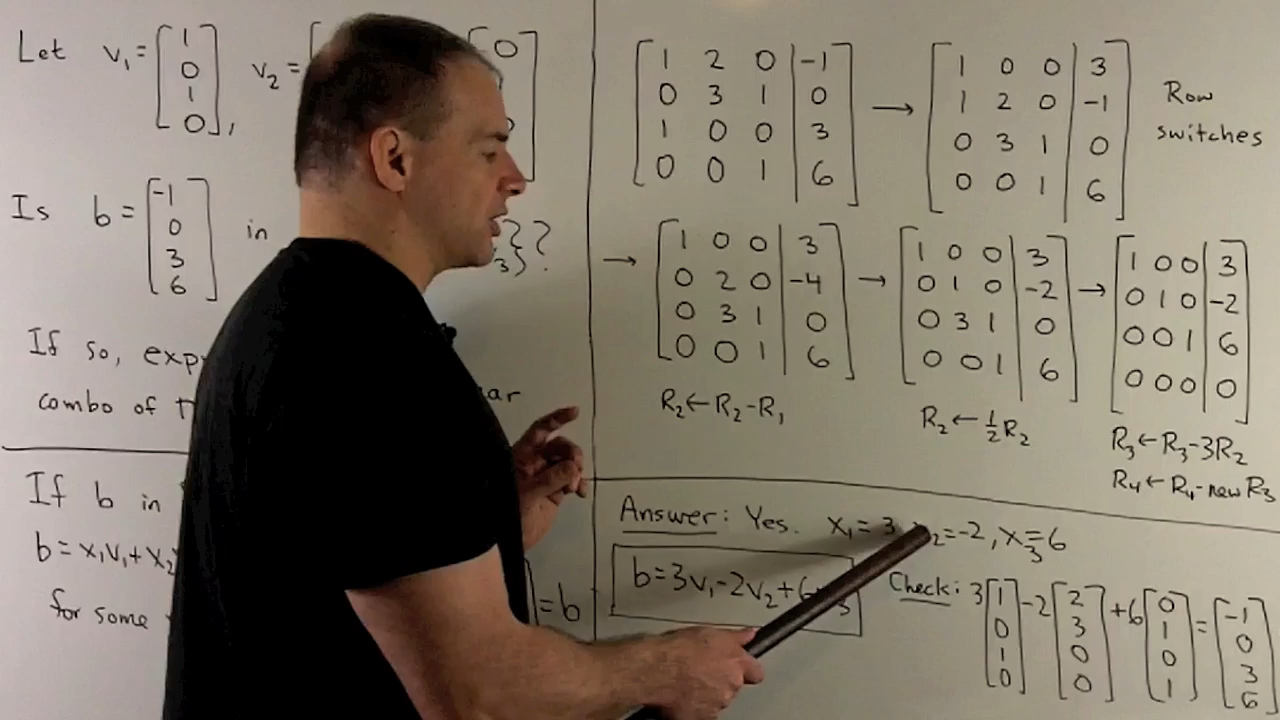 Let v₁ = [1 0 1 0], v₂ = [ 0
Is b = [-1 0 3 6] in ₃}?
If so, ar
combo of
If b in
b = x₁v₁ + x₂
for some = b
[1 2 0 | -1
0 3 1 | 0
1 0 0 | 3
0 0 1 | 6]
→
[1 0 0 | 3
1 2 0 | -1
0 3 1 | 0
0 0 1 | 6]
Row
switches
→
[1 0 0 | 3
0 2 0 | -4
0 3 1 | 0
0 0 1 | 6]
R₂ ← R₂ - R₁
→
[1 0 0 | 3
0 1 0 | -2
0 3 1 | 0
0 0 1 | 6]
R₂ ← ½R₂
→
[1 0 0 | 3
0 1 0 | -2
0 0 1 | 6
0 0 0 | 0]
R₃ ← R₃ - 3R₂
R₄ ← R₄ - new R₃
Answer: Yes. x₁ = 3 ₂ = -2, x₃ = 6
b = 3v₁ - 2v₂ + 6 ₃
Check: 3[1 0 1 0] - 2[2 3 0 0] + 6[0 1 0 1] = [-1 0 3 6]